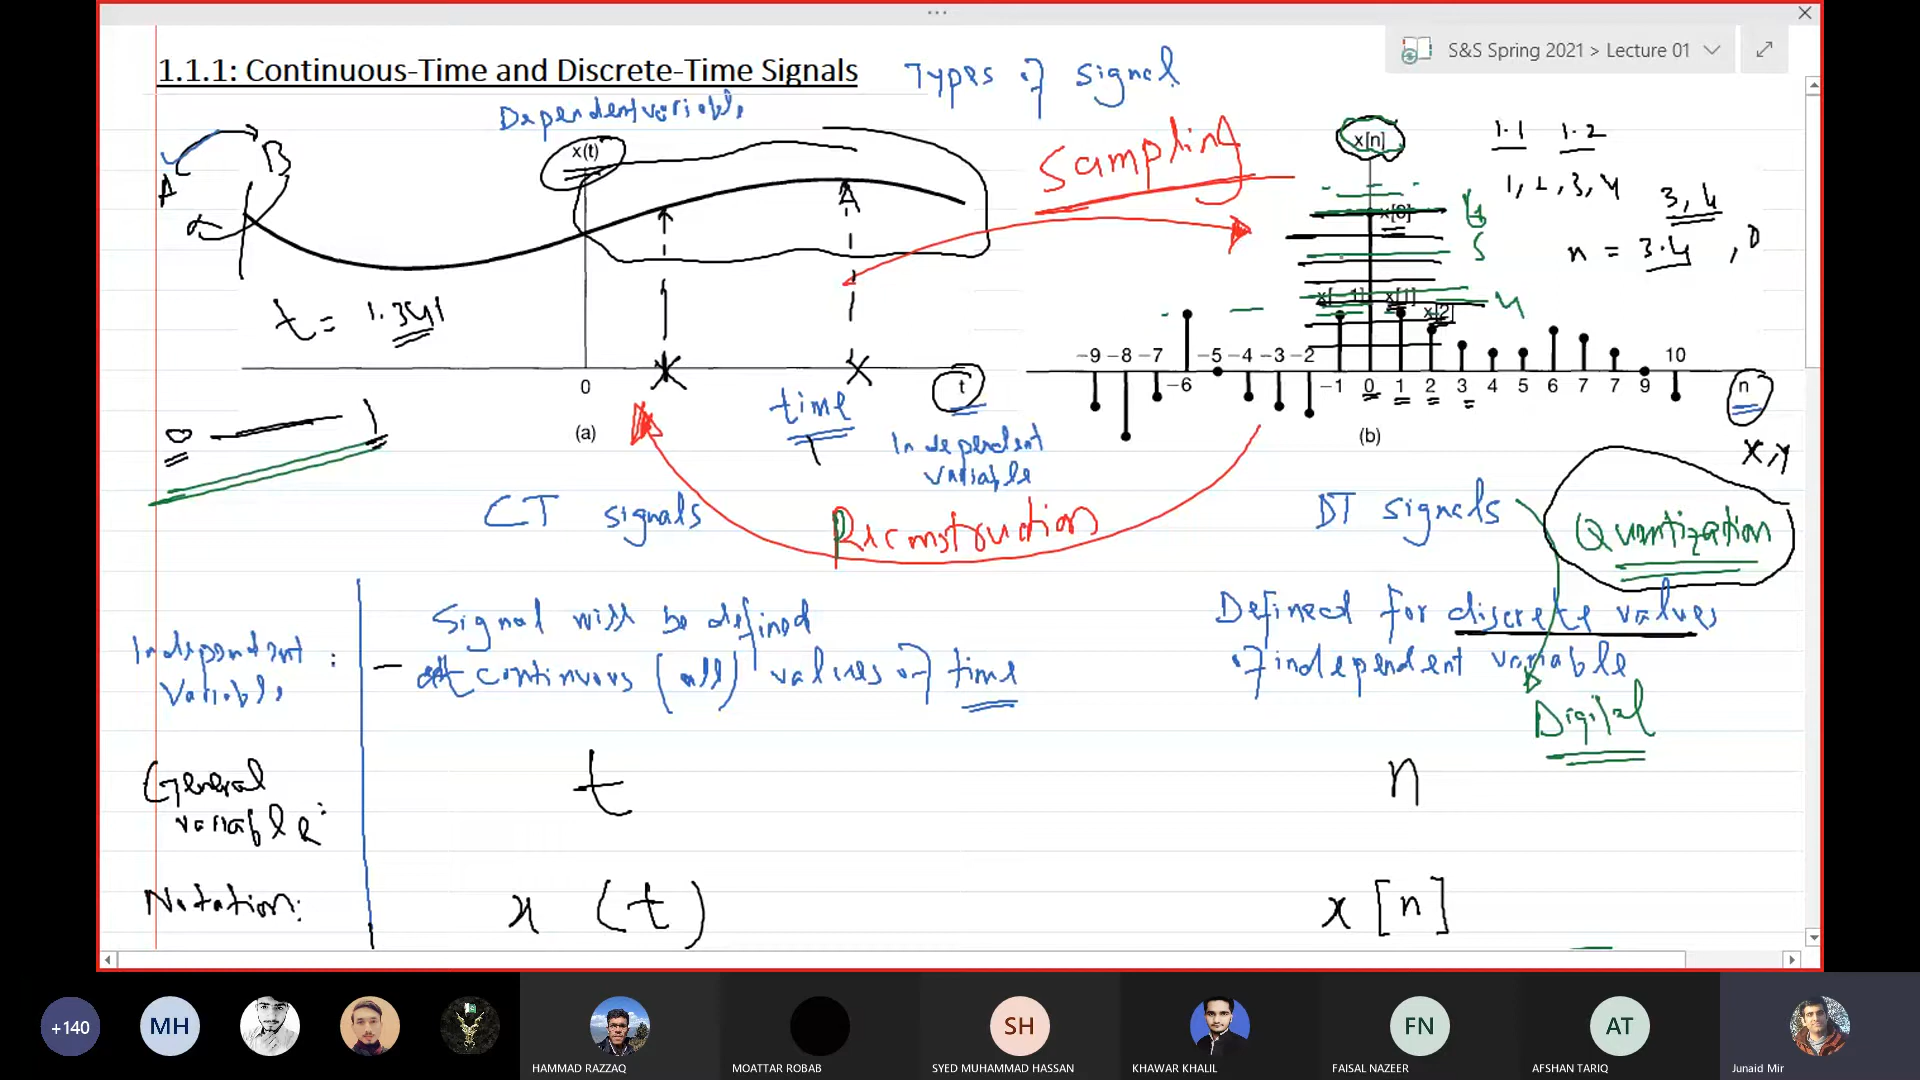 S&S Spring 2021 > Lecture 01
1.1.1: Continuous-Time and Discrete-Time Signals
Types of signal
Dependent variable
x(t)
Sampling
x[n]
1.1 1.2
1, 2, 3, 4
3, 4
n = 3.4 , 0
A
B
t = 1.341
x[0]
5
x[-1]
x[1]
x[2]
4
0
t
-9 -8 -7 -6 -5 -4 -3 -2 -1 0 1 2 3 4 5 6 7 7 9 10
n
(a)
(b)
0
1
time
T
Independent
variable
x, y
CT signals
Reconstruction
DT signals
Quantization
Independent
Variable :
Signal will be defined
- at continuous (all) values of time
Defined for discrete values
of independent variable
Digital
General
variable :
t
n
Notation:
x (t)
x [n]
+140
MH
SH
FN
AT
HAMMAD RAZZAQ
MOATTAR ROBAB
SYED MUHAMMAD HASSAN
KHAWAR KHALIL
FAISAL NAZEER
AFSHAN TARIQ
Junaid Mir